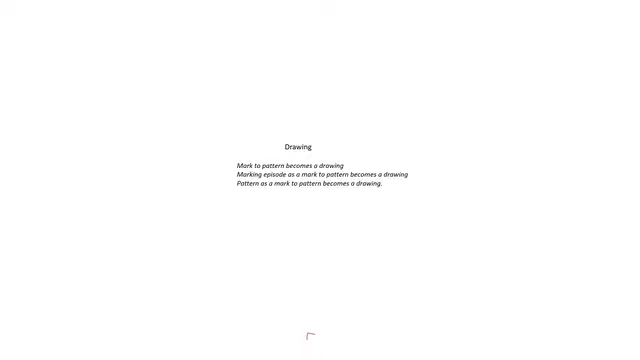 Drawing
Mark to pattern becomes a drawing
Marking episode as a mark to pattern becomes a drawing
Pattern as a mark to pattern becomes a drawing.